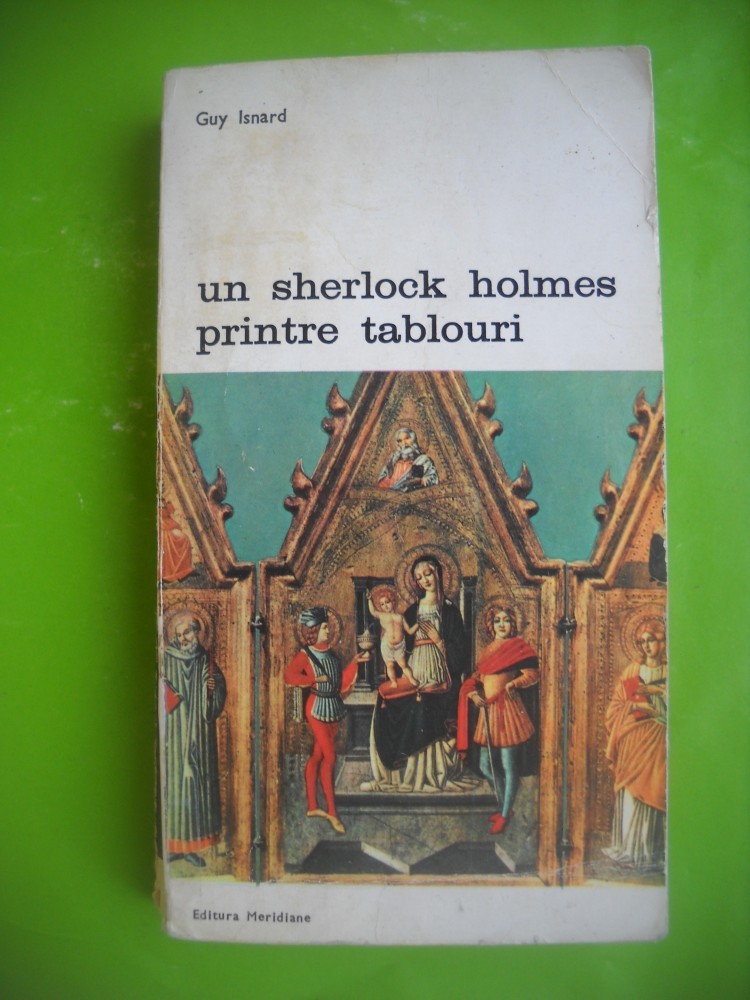 Guy Isnard
un sherlock holmes
printre tablouri
Editura Meridiane